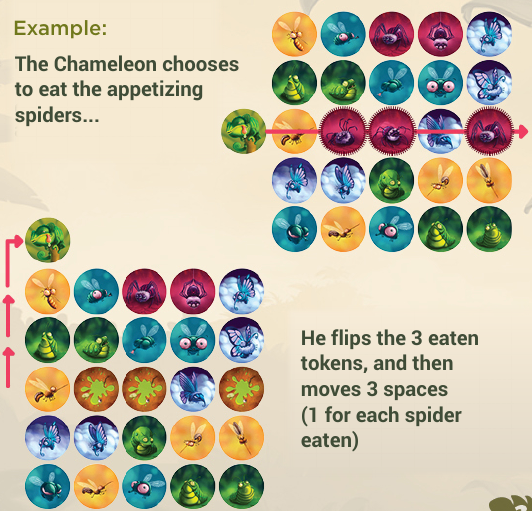 Example:
The Chameleon chooses
to eat the appetizing
spiders...
He flips the 3 eaten
tokens, and then
moves 3 spaces
(1 for each spider
eaten)